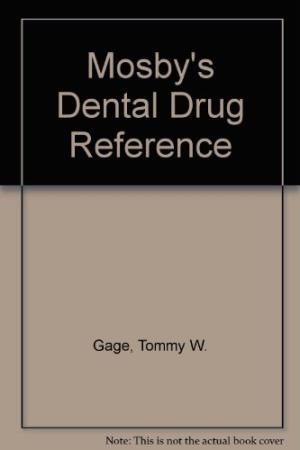 Mosby's
Dental Drug
Reference
Gage, Tommy W.
Note: This is not the actual book cover